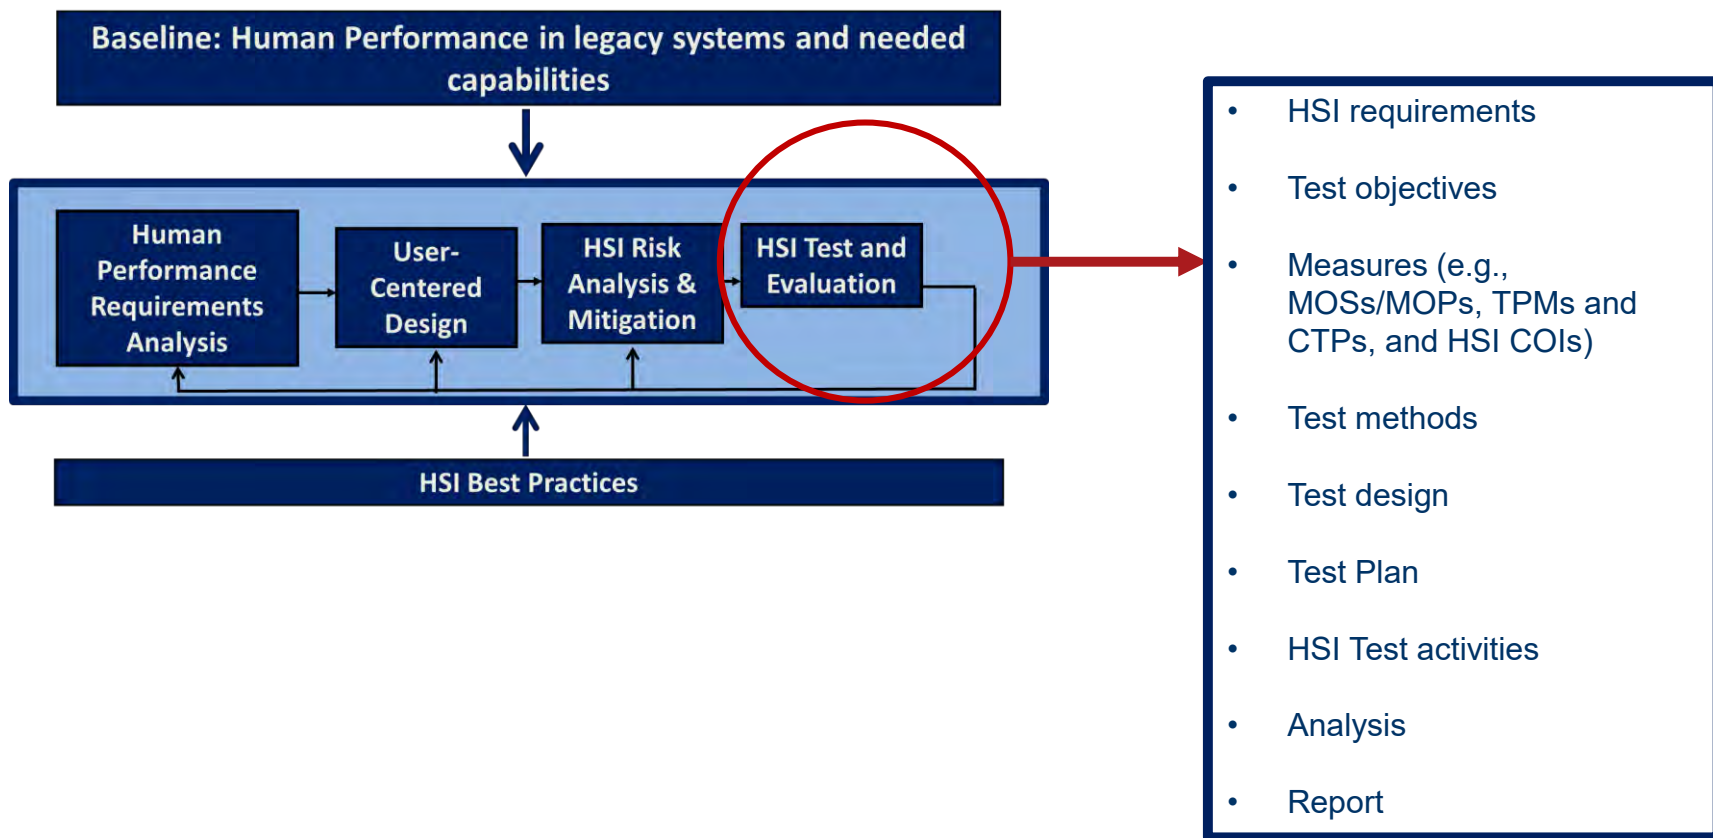 Baseline: Human Performance in legacy systems and needed
capabilities
Human
Performance
Requirements
Analysis
User-
Centered
Design
HSI Risk
Analysis &
Mitigation
HSI Test and
Evaluation
HSI Best Practices
• HSI requirements
• Test objectives
• Measures (e.g.,
MOSs/MOPs, TPMs and
CTPs, and HSI COIs)
• Test methods
• Test design
• Test Plan
• HSI Test activities
• Analysis
• Report